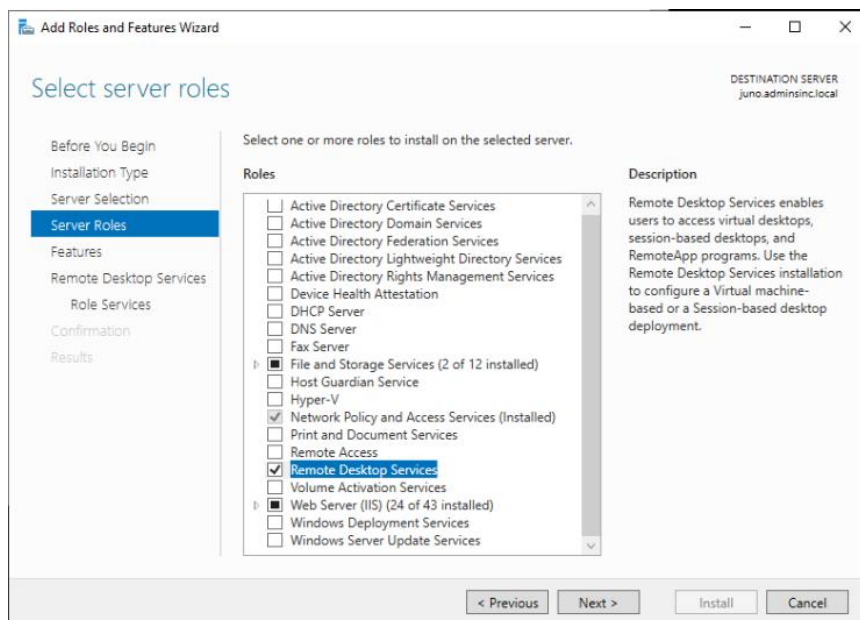 Add Roles and Features Wizard
Select server roles
DESTINATION SERVER
juno.adminsinc.local
Before You Begin
Installation Type
Server Selection
Server Roles
Features
Remote Desktop Services
Role Services
Confirmation
Results
Select one or more roles to install on the selected server.
Roles
Active Directory Certificate Services
Active Directory Domain Services
Active Directory Federation Services
Active Directory Lightweight Directory Services
Active Directory Rights Management Services
Device Health Attestation
DHCP Server
DNS Server
Fax Server
File and Storage Services (2 of 12 installed)
Host Guardian Service
Hyper-V
Network Policy and Access Services (Installed)
Print and Document Services
Remote Access
Remote Desktop Services
Volume Activation Services
Web Server (IIS) (24 of 43 installed)
Windows Deployment Services
Windows Server Update Services
Description
Remote Desktop Services enables
users to access virtual desktops,
session-based desktops, and
RemoteApp programs. Use the
Remote Desktop Services installation
to configure a Virtual machine-
based or a Session-based desktop
deployment.
< Previous
Next >
Install
Cancel